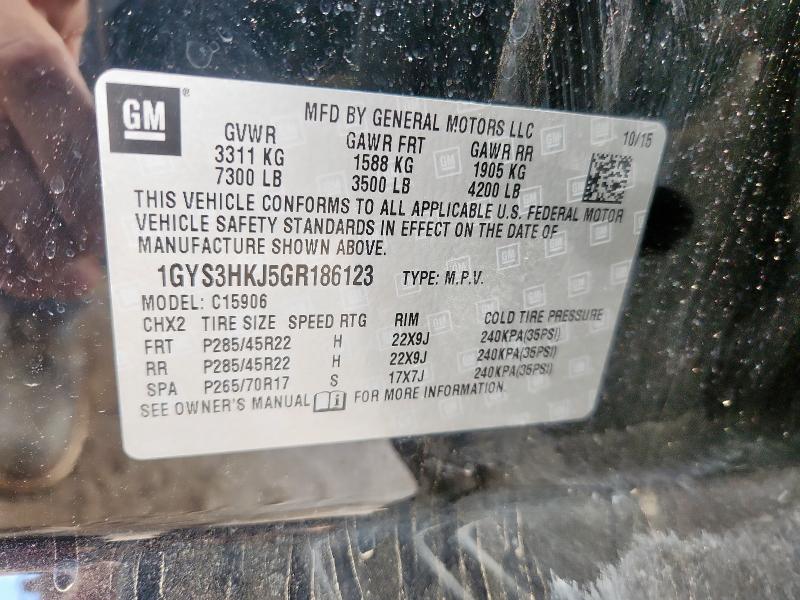 GM ®
MFD BY GENERAL MOTORS LLC
10/15
GVWR GAWR FRT GAWR RR
3311 KG 1588 KG 1905 KG
7300 LB 3500 LB 4200 LB
THIS VEHICLE CONFORMS TO ALL APPLICABLE U.S. FEDERAL MOTOR
VEHICLE SAFETY STANDARDS IN EFFECT ON THE DATE OF
MANUFACTURE SHOWN ABOVE.
1GYS3HKJ5GR186123 TYPE: M.P.V.
MODEL: C15906
CHX2 TIRE SIZE SPEED RTG RIM COLD TIRE PRESSURE
FRT P285/45R22 H 22X9J 240KPA(35PSI)
RR P285/45R22 H 22X9J 240KPA(35PSI)
SPA P265/70R17 S 17X7J 240KPA(35PSI)
SEE OWNER'S MANUAL i FOR MORE INFORMATION.